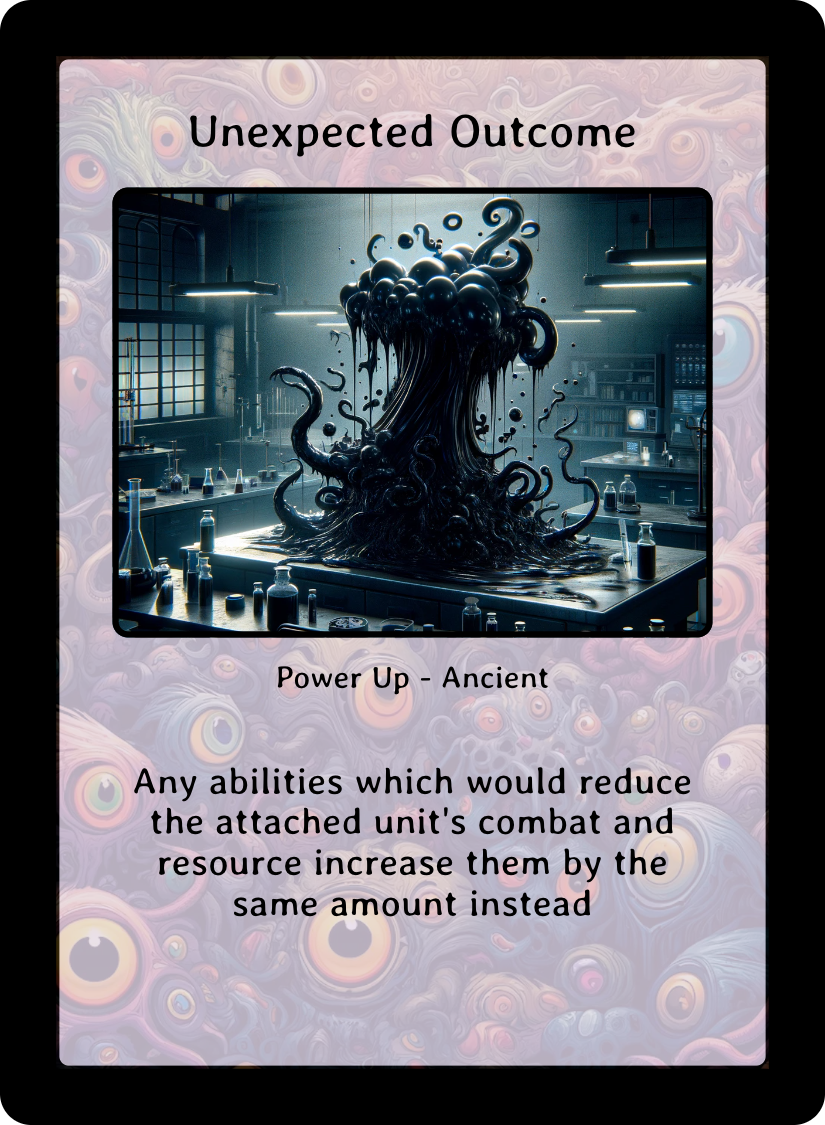 Unexpected Outcome
Power Up - Ancient
Any abilities which would reduce
the attached unit's combat and
resource increase them by the
same amount instead